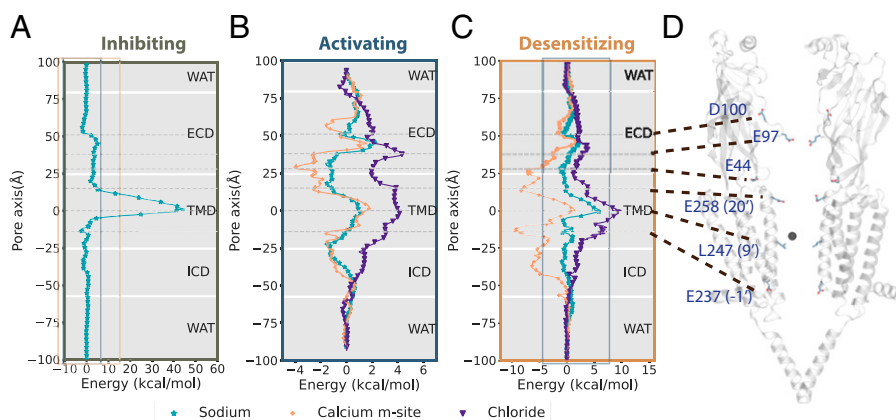 A
Inhibiting
Pore axis(Å)
100
75
50
25
0
−25
−50
−75
−100
WAT
ECD
TMD
ICD
WAT
−10 0 10 20 30 40 50 60
Energy (kcal/mol)
B
Activating
Pore axis(Å)
100
75
50
25
0
−25
−50
−75
−100
WAT
ECD
TMD
ICD
WAT
−4 −2 0 2 4 6
Energy (kcal/mol)
C
Desensitizing
Pore axis(Å)
100
75
50
25
0
−25
−50
−75
−100
WAT
ECD
TMD
ICD
WAT
−10 −5 0 5 10 15
Energy (kcal/mol)
D
D100
E97
E44
E258 (20′)
L247 (9′)
E237 (-1′)
Sodium
Calcium m-site
Chloride